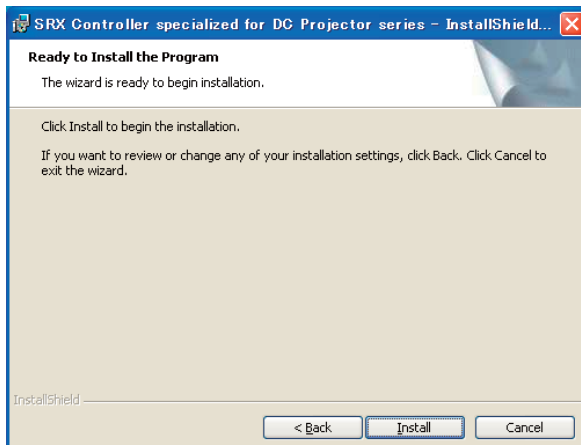 SRX Controller specialized for DC Projector series - InstallShield...
Ready to Install the Program
The wizard is ready to begin installation.
Click Install to begin the installation.
If you want to review or change any of your installation settings, click Back. Click Cancel to
exit the wizard.
InstallShield
< Back
Install
Cancel